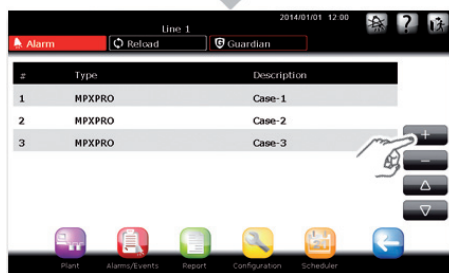 2014/01/01 12:00
Line 1
?
Alarm Reload Guardian
# Type Description
1 MPXPRO Case-1
2 MPXPRO Case-2
3 MPXPRO Case-3
+
−
Plant Alarms/Events Report Configuration Scheduler